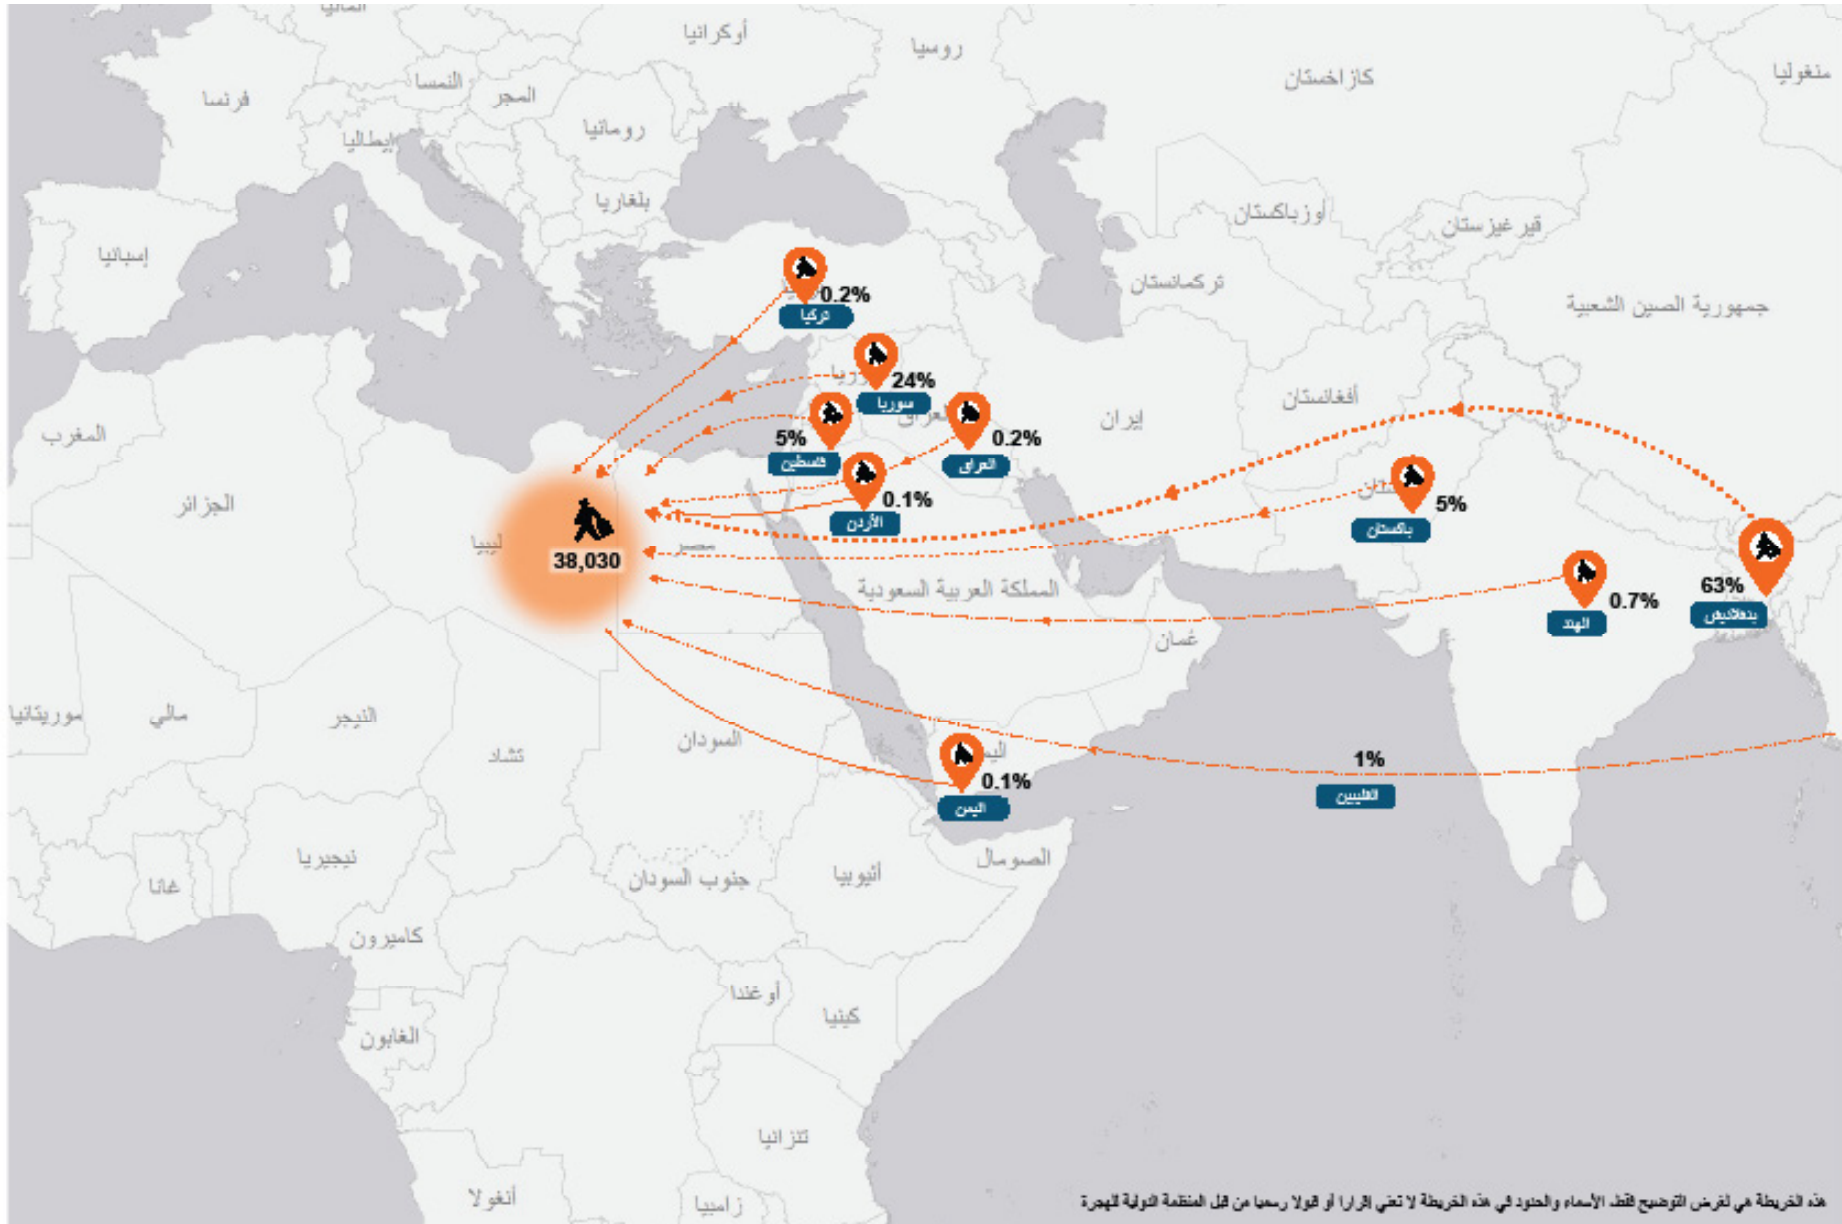 ألمانيا
أوكرانيا
روسيا
كازاخستان
منغوليا
فرنسا
النمسا
المجر
رومانيا
إيطاليا
بلغاريا
أوزباكستان
قيرغيزستان
إسبانيا
تركمانستان
جمهورية الصين الشعبية
0.2%
تركيا
24%
سوريا
أفغانستان
إيران
المغرب
5%
فلسطين
0.2%
العراق
الجزائر
0.1%
الأردن
5%
باكستان
ليبيا
38,030
مصر
المملكة العربية السعودية
0.7%
الهند
63%
بنغلاديش
عُمان
موريتانيا
مالي
النيجر
تشاد
السودان
0.1%
اليمن
1%
الفليبين
نيجيريا
غانا
جنوب السودان
أثيوبيا
الصومال
كاميرون
أوغندا
كينيا
الغابون
تنزانيا
أنغولا
زامبيا
هذه الخريطة هي لغرض التوضيح فقط. الأسماء والحدود في هذه الخريطة لا تعني إقرارا أو قبولا رسميا من قبل المنظمة الدولية للهجرة